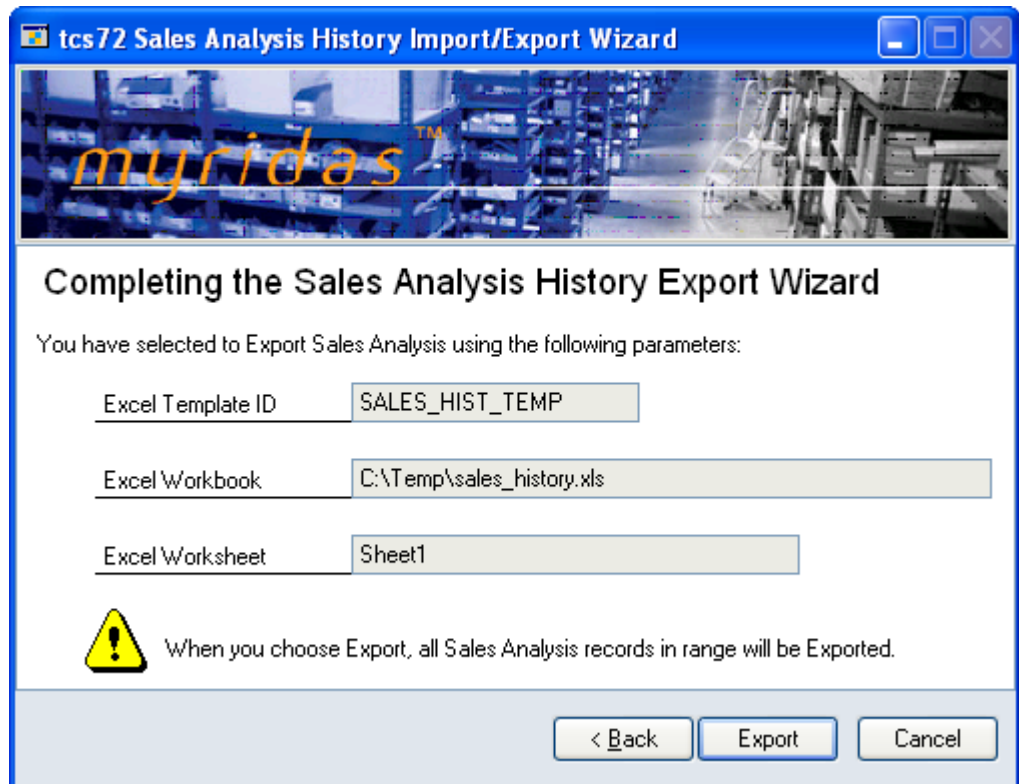 tcs72 Sales Analysis History Import/Export Wizard
myridas™
Completing the Sales Analysis History Export Wizard
You have selected to Export Sales Analysis using the following parameters:
Excel Template ID SALES_HIST_TEMP
Excel Workbook C:\Temp\sales_history.xls
Excel Worksheet Sheet1
When you choose Export, all Sales Analysis records in range will be Exported.
< Back Export Cancel